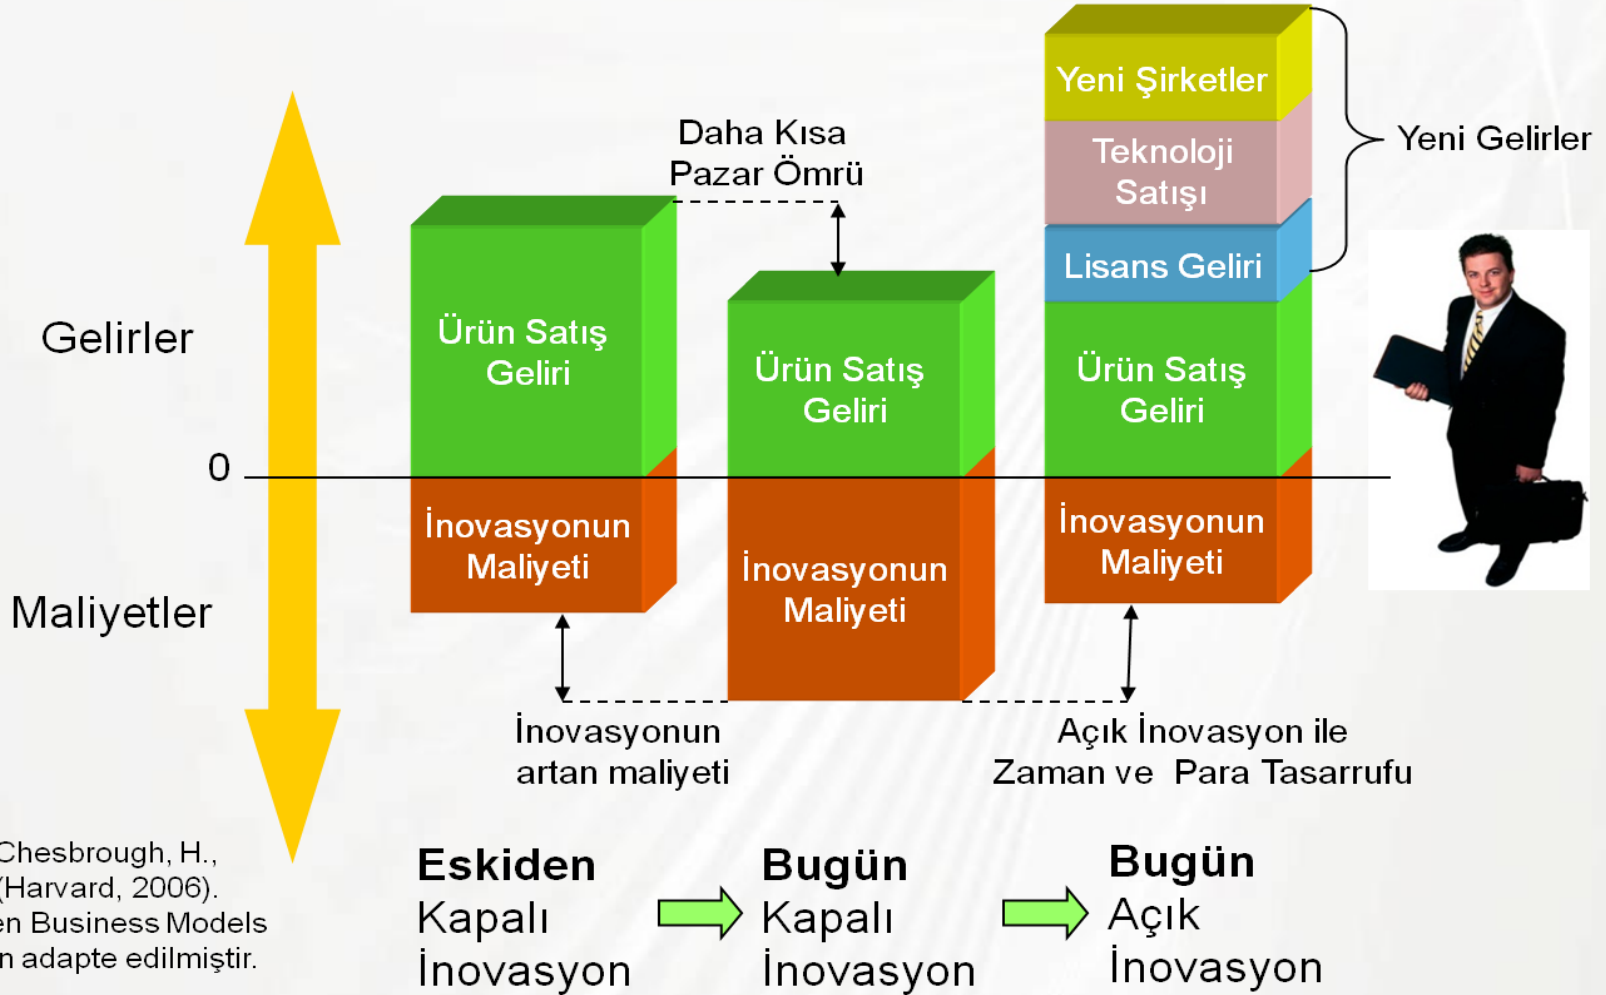 Yeni Şirketler
Teknoloji
Satışı
Lisans Geliri
Yeni Gelirler
Daha Kısa
Pazar Ömrü
Gelirler
Ürün Satış
Geliri
Ürün Satış
Geliri
Ürün Satış
Geliri
0
İnovasyonun
Maliyeti
İnovasyonun
Maliyeti
İnovasyonun
Maliyeti
Maliyetler
İnovasyonun
artan maliyeti
Açık İnovasyon ile
Zaman ve Para Tasarrufu
Eskiden
Kapalı
İnovasyon
Bugün
Kapalı
İnovasyon
Bugün
Açık
İnovasyon
Chesbrough, H.,
(Harvard, 2006).
Business Models
adapte edilmiştir.